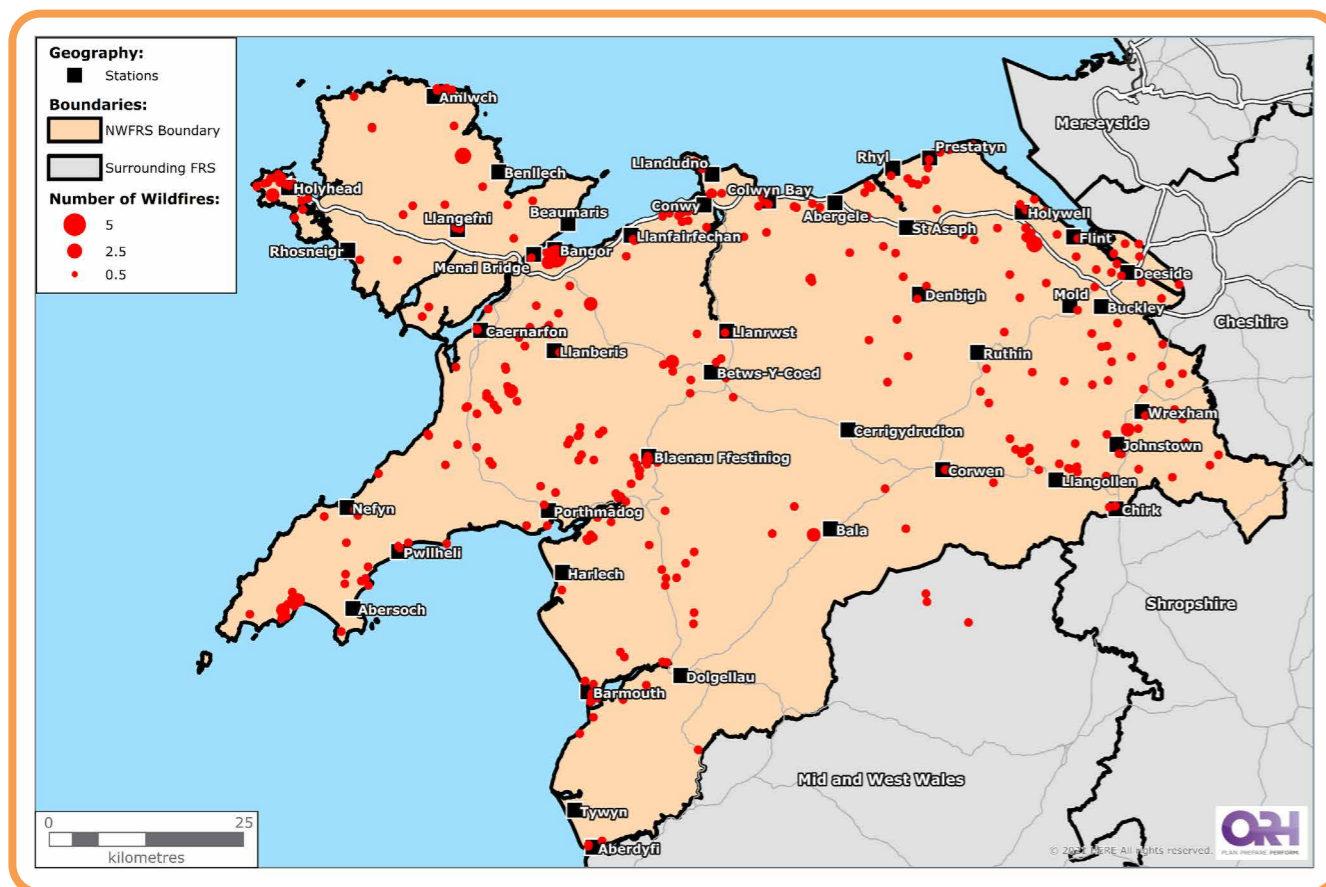 Geography:
Stations
Boundaries:
NWFRS Boundary
Surrounding FRS
Number of Wildfires:
5
2.5
0.5
Amlwch
Merseyside
Benllech
Llandudno
Rhyl
Prestatyn
Holyhead
Colwyn Bay
Llangefni
Beaumaris
Conwy
Abergele
Holywell
St Asaph
Flint
Llanfairfechan
Rhosneigr
Bangor
Menai Bridge
Deeside
Denbigh
Mold
Buckley
Cheshire
Caernarfon
Llanrwst
Llanberis
Ruthin
Betws-Y-Coed
Wrexham
Cerrigydrudion
Johnstown
Blaenau Ffestiniog
Corwen
Llangollen
Nefyn
Porthmadog
Chirk
Bala
Pwllheli
Harlech
Abersoch
Shropshire
Dolgellau
Barmouth
Mid and West Wales
Tywyn
Aberdyfi
0 25
kilometres
ORH
PLAN. PREPARE. PERFORM.
HERE All rights reserved.